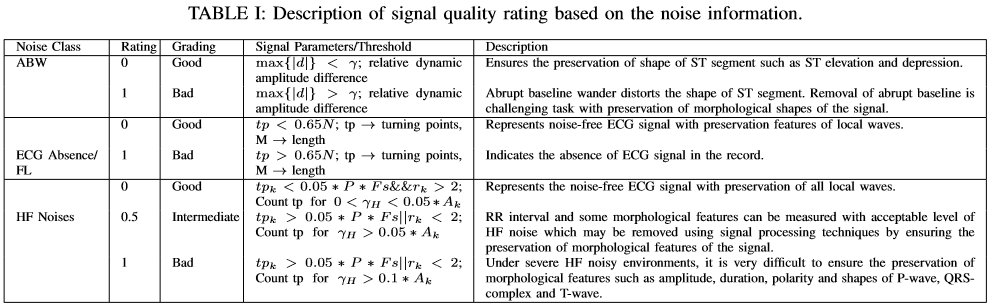 TABLE I: Description of signal quality rating based on the noise information.
Noise Class Rating Grading Signal Parameters/Threshold Description
ABW 0 Good max{|d|} < γ; relative dynamic amplitude difference Ensures the preservation of shape of ST segment such as ST elevation and depression.
1 Bad max{|d|} > γ; relative dynamic amplitude difference Abrupt baseline wander distorts the shape of ST segment. Removal of abrupt baseline is
challenging task with preservation of morphological shapes of the signal.
0 Good tp < 0.65N; tp → turning points, M → length Represents noise-free ECG signal with preservation features of local waves.
ECG Absence/ FL 1 Bad tp > 0.65N; tp → turning points, M → length Indicates the absence of ECG signal in the record.
0 Good tp_k < 0.05 * P * Fs&&r_k > 2; Count tp for 0 < γ_H < 0.05 * A_k Represents the noise-free ECG signal with preservation of all local waves.
HF Noises 0.5 Intermediate tp_k > 0.05 * P * Fs||r_k < 2; Count tp for γ_H > 0.05 * A_k RR interval and some morphological features can be measured with acceptable level of
HF noise which may be removed using signal processing techniques by ensuring the
preservation of morphological features of the signal.
1 Bad tp_k > 0.05 * P * Fs||r_k < 2; Count tp for γ_H > 0.1 * A_k Under severe HF noisy environments, it is very difficult to ensure the preservation of
morphological features such as amplitude, duration, polarity and shapes of P-wave, QRS-
complex and T-wave.